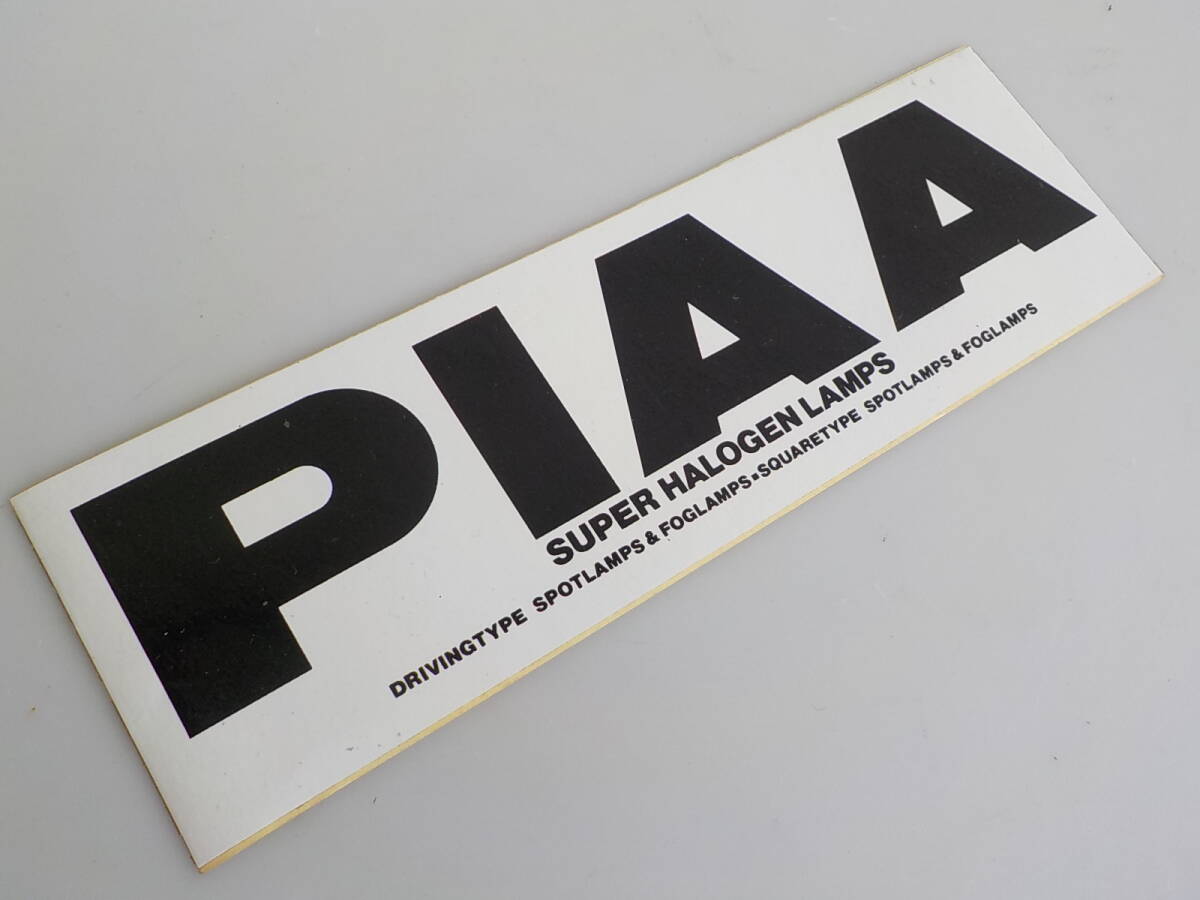 PIAA
SUPER HALOGEN LAMPS
DRIVINGTYPE SPOTLAMPS & FOGLAMPS▪SQUARETYPE SPOTLAMPS & FOGLAMPS